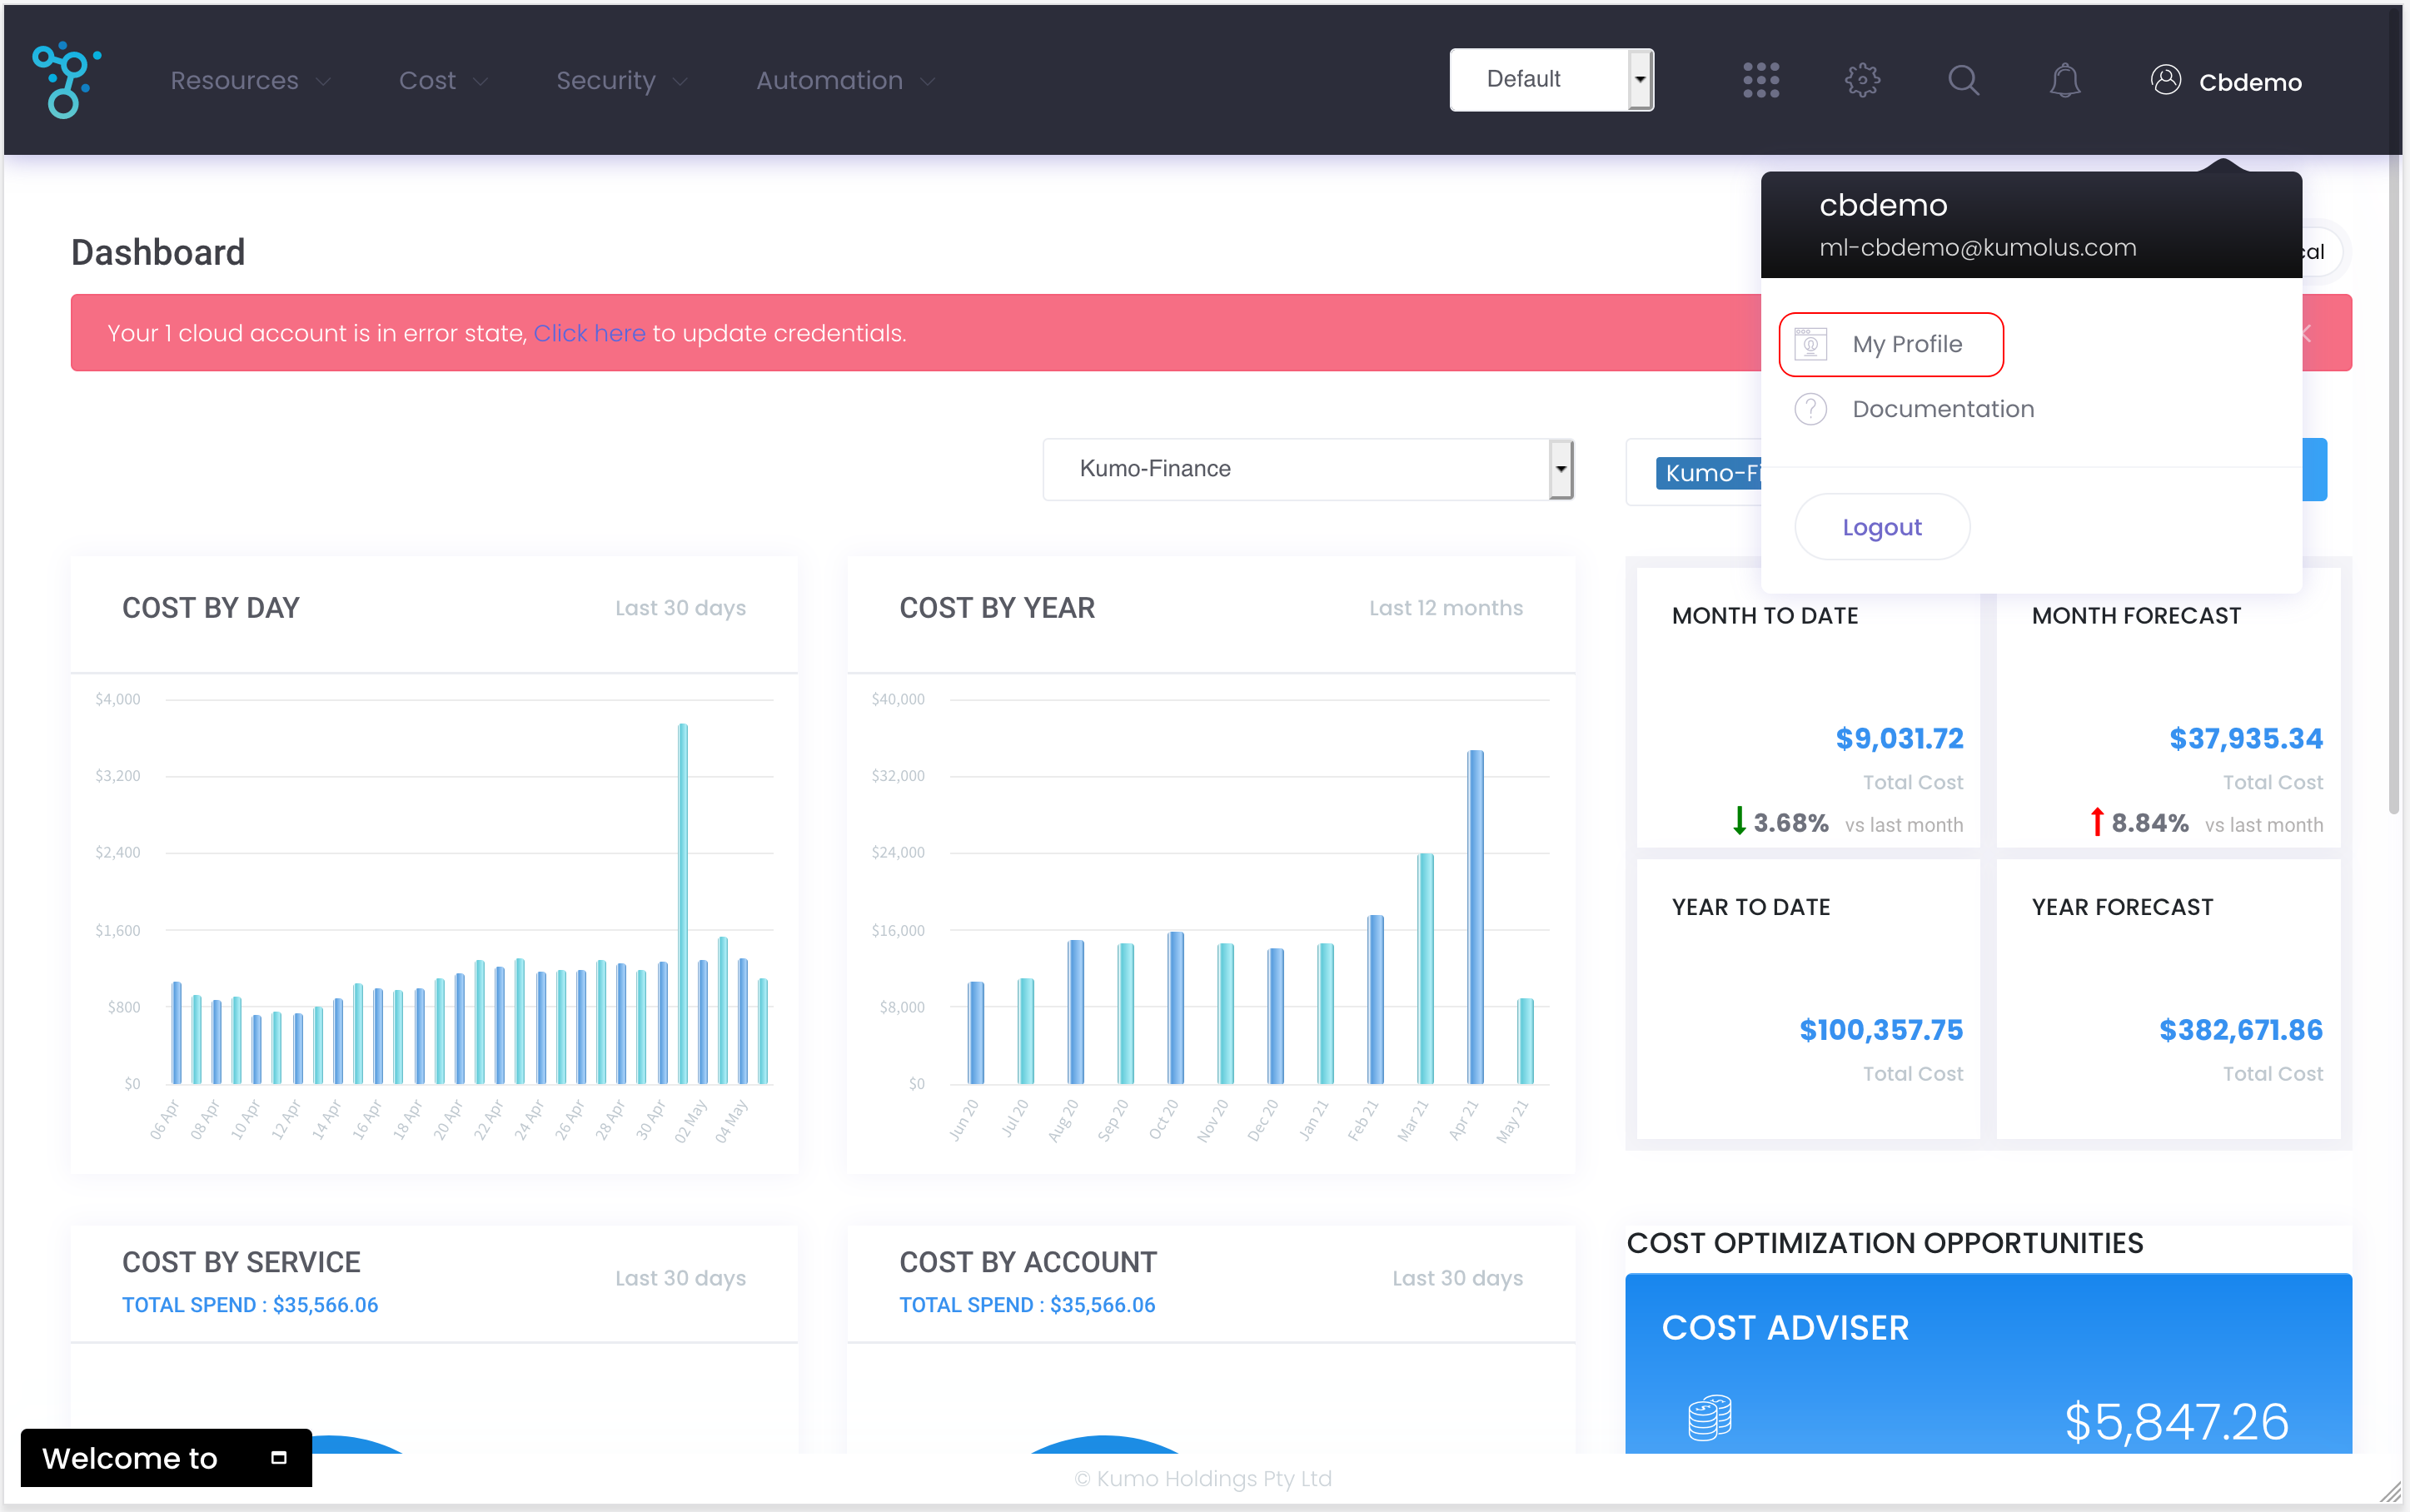 Resources
Cost
Security
Automation
Default
Cbdemo
cbdemo
ml-cbdemo@kumolus.com
My Profile
? Documentation
Logout
Dashboard
Your 1 cloud account is in error state, Click here to update credentials.
Kumo-Finance
COST BY DAY
Last 30 days
$4,000
$3,200
$2,400
$1,600
$800
$0
06 Apr
08 Apr
10 Apr
12 Apr
14 Apr
16 Apr
18 Apr
20 Apr
22 Apr
24 Apr
26 Apr
28 Apr
30 Apr
02 May
04 May
COST BY YEAR
Last 12 months
$40,000
$32,000
$24,000
$16,000
$8,000
$0
Jun 20
Jul 20
Aug 20
Sep 20
Oct 20
Nov 20
Dec 20
Jan 21
Feb 21
Mar 21
Apr 21
May 21
MONTH TO DATE
$9,031.72
Total Cost
3.68% vs last month
MONTH FORECAST
$37,935.34
Total Cost
8.84% vs last month
YEAR TO DATE
$100,357.75
Total Cost
YEAR FORECAST
$382,671.86
Total Cost
COST BY SERVICE
TOTAL SPEND : $35,566.06
Last 30 days
COST BY ACCOUNT
TOTAL SPEND : $35,566.06
Last 30 days
COST OPTIMIZATION OPPORTUNITIES
COST ADVISER
$5,847.26
Welcome to
© Kumo Holdings Pty Ltd